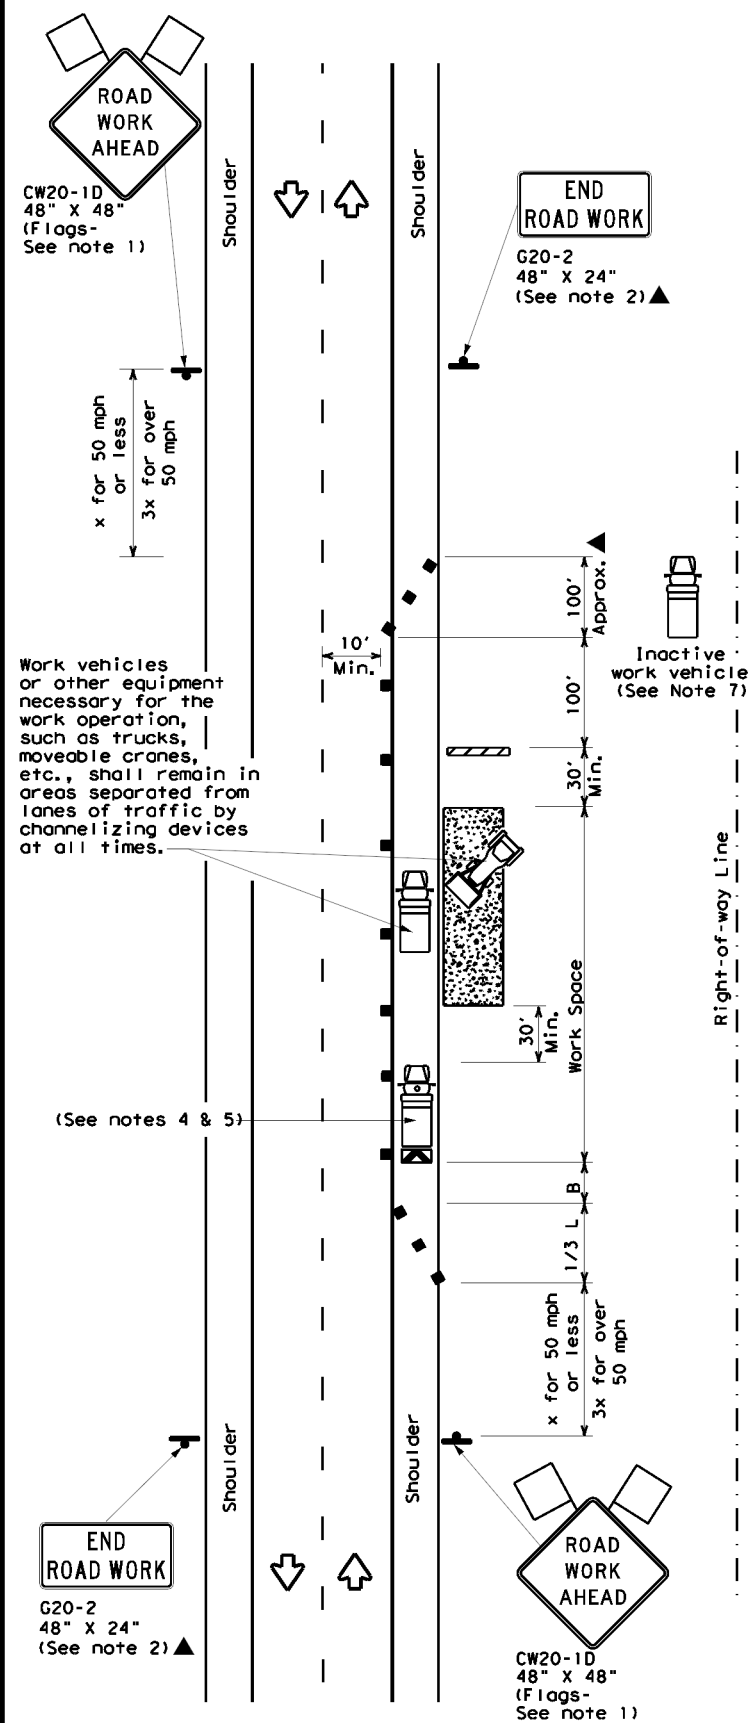 ROAD
WORK
AHEAD
CW20-1D
48" X 48"
(Flags-
See note 1)
Shoulder
Shoulder
END
ROAD WORK
G20-2
48" X 24"
(See note 2)
x for 50 mph
or less
3x for over
50 mph
100'
Approx.
Inactive
work vehicle
(See Note 7)
10'
Min.
100'
Work vehicles
or other equipment
necessary for the
work operation,
such as trucks,
moveable cranes,
etc., shall remain in
areas separated from
lanes of traffic by
channelizing devices
at all times.
30'
Min.
Right-of-way Line
Work Space
30'
Min.
(See notes 4 & 5)
B
1/3 L
x for 50 mph
or less
3x for over
50 mph
Shoulder
Shoulder
END
ROAD WORK
G20-2
48" X 24"
(See note 2)
ROAD
WORK
AHEAD
CW20-1D
48" X 48"
(Flags-
See note 1)